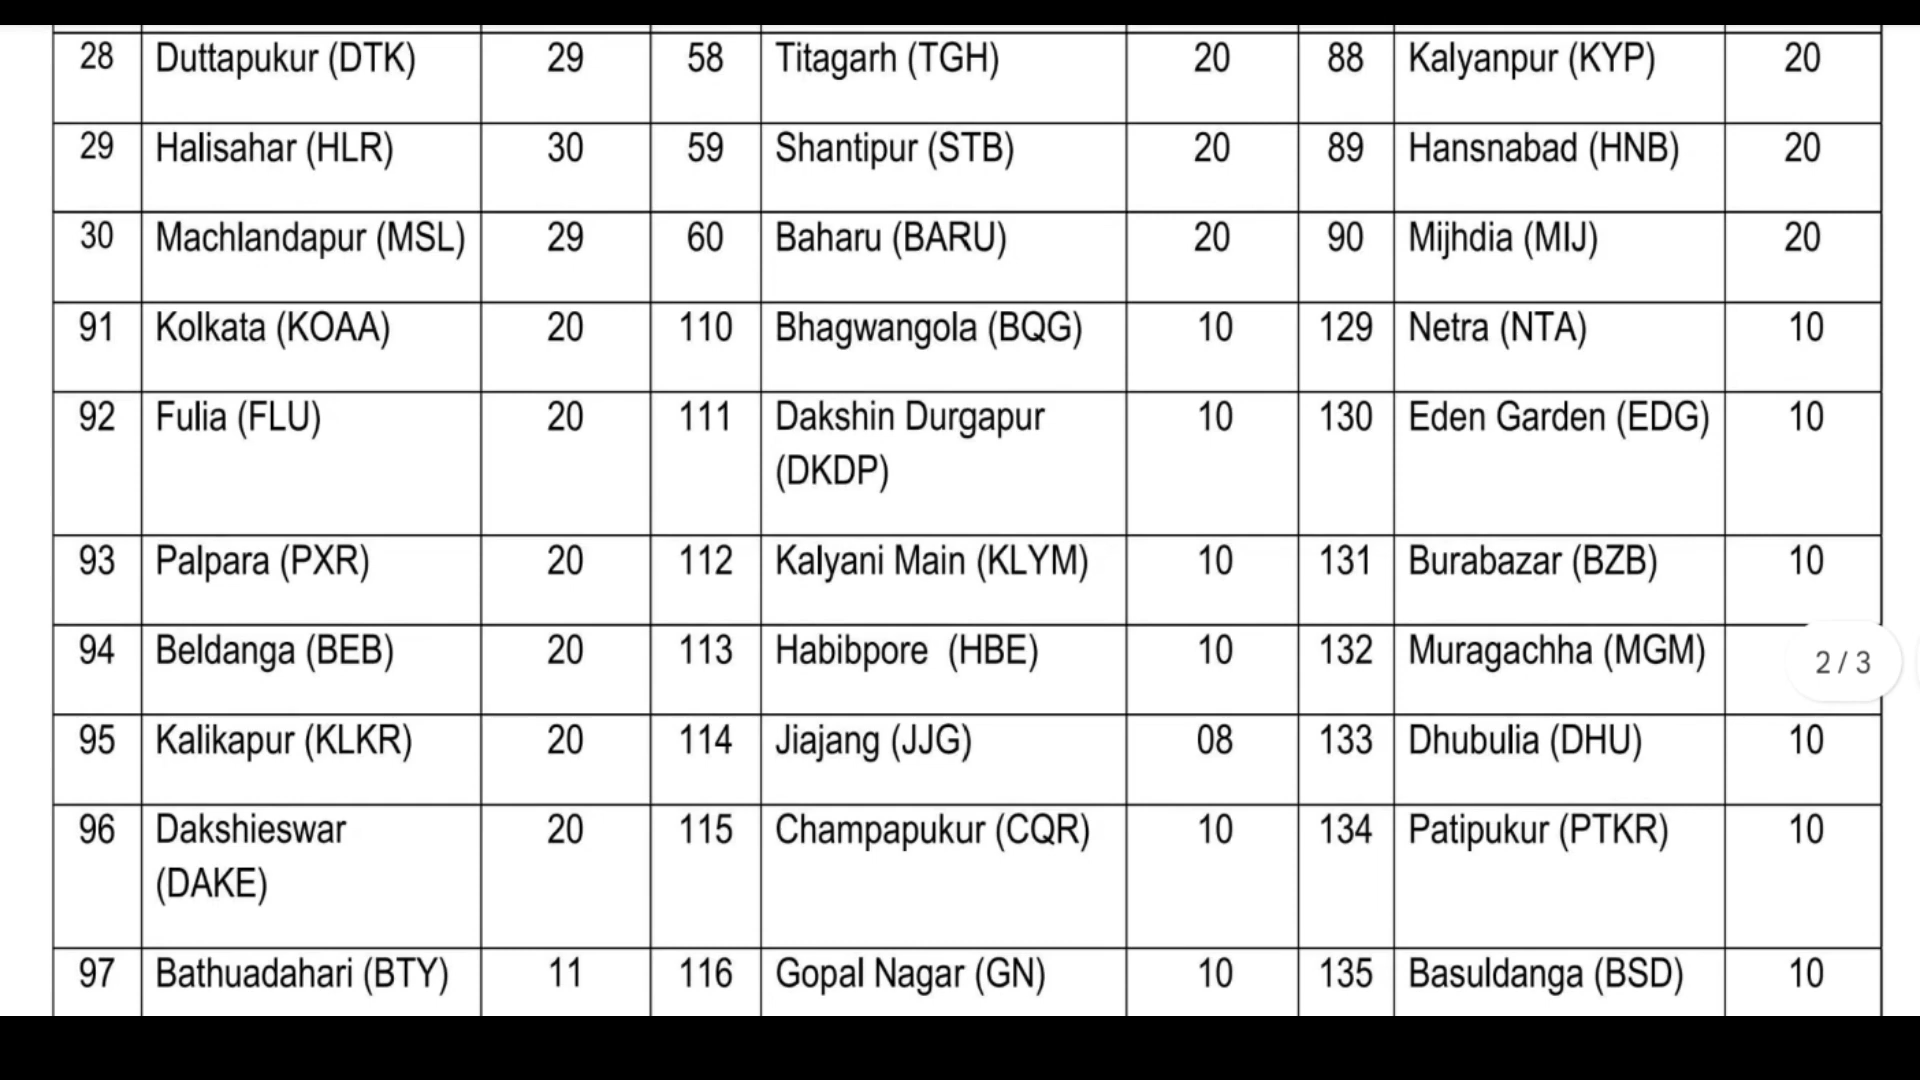 28 Duttapukur (DTK) 29 58 Titagarh (TGH) 20 88 Kalyanpur (KYP) 20
29 Halisahar (HLR) 30 59 Shantipur (STB) 20 89 Hansnabad (HNB) 20
30 Machlandapur (MSL) 29 60 Baharu (BARU) 20 90 Mijhdia (MIJ) 20
91 Kolkata (KOAA) 20 110 Bhagwangola (BQG) 10 129 Netra (NTA) 10
92 Fulia (FLU) 20 111 Dakshin Durgapur 10 130 Eden Garden (EDG) 10
(DKDP)
93 Palpara (PXR) 20 112 Kalyani Main (KLYM) 10 131 Burabazar (BZB) 10
94 Beldanga (BEB) 20 113 Habibpore (HBE) 10 132 Muragachha (MGM)
2 / 3
95 Kalikapur (KLKR) 20 114 Jiajang (JJG) 08 133 Dhubulia (DHU) 10
96 Dakshieswar 20 115 Champapukur (CQR) 10 134 Patipukur (PTKR) 10
(DAKE)
97 Bathuadahari (BTY) 11 116 Gopal Nagar (GN) 10 135 Basuldanga (BSD) 10